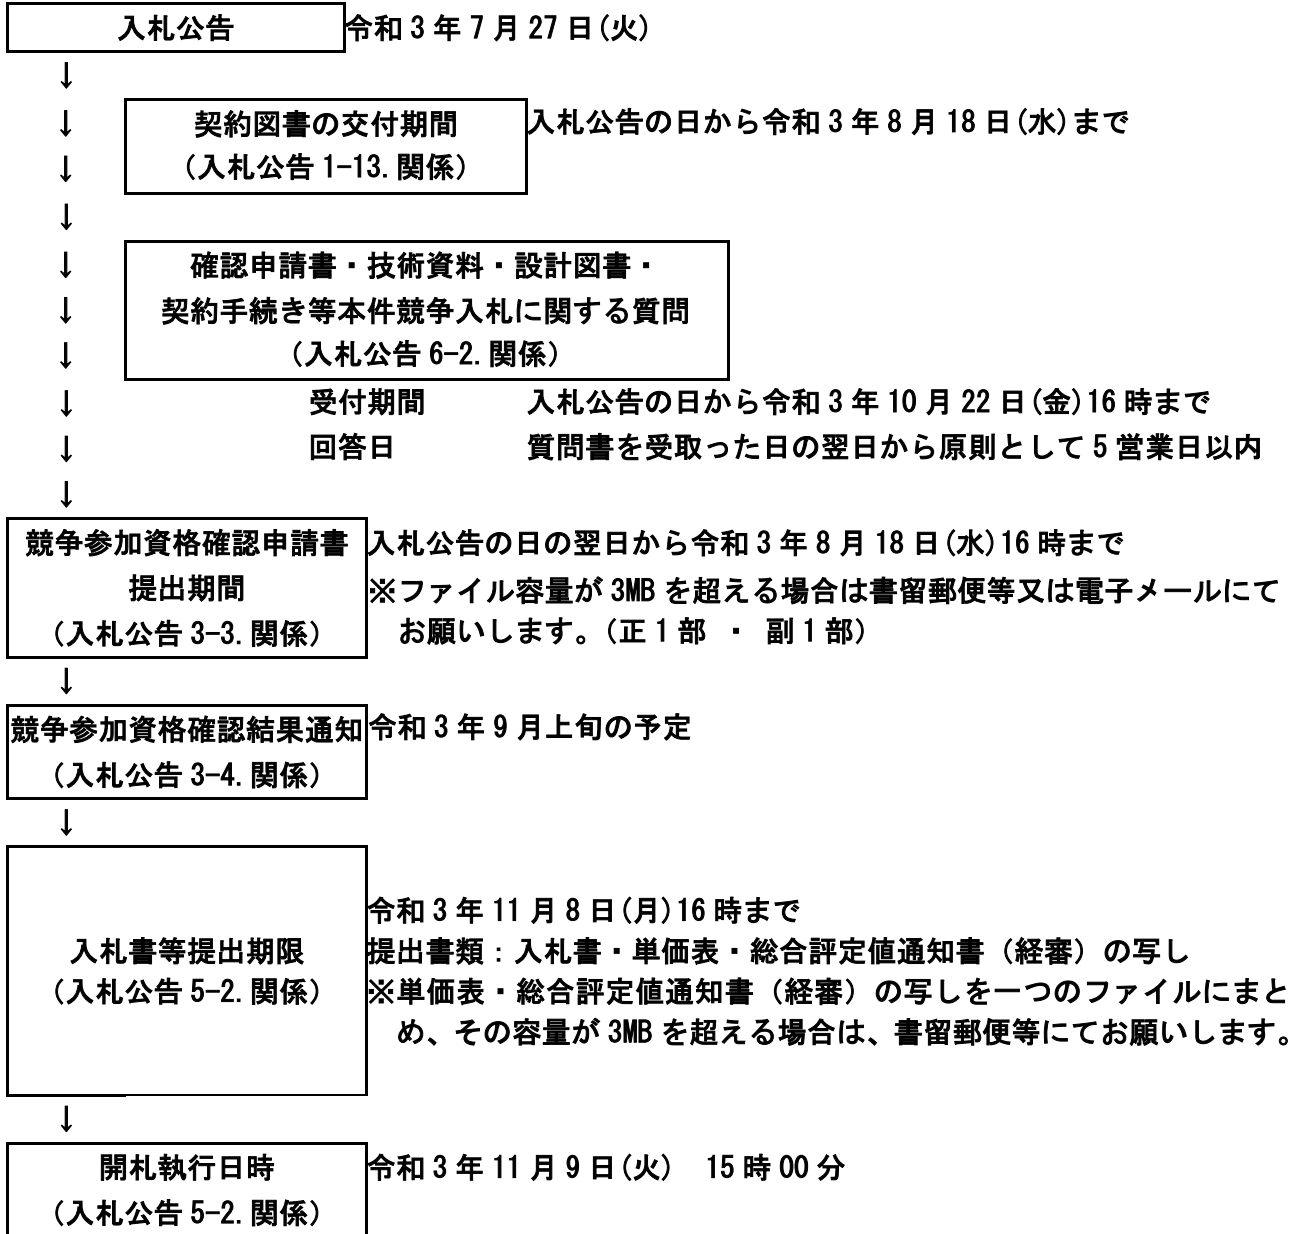 入札公告 令和3年7月27日(火)
↓
↓ 契約図書の交付期間 入札公告の日から令和3年8月18日(水)まで
↓ (入札公告1-13.関係)
↓
↓ 確認申請書・技術資料・設計図書・
↓ 契約手続き等本件競争入札に関する質問
↓ (入札公告6-2.関係)
↓ 受付期間 入札公告の日から令和3年10月22日(金)16時まで
↓ 回答日 質問書を受取った日の翌日から原則として5営業日以内
↓
競争参加資格確認申請書 入札公告の日の翌日から令和3年8月18日(水)16時まで
提出期間 ※ファイル容量が3MBを超える場合は書留郵便等又は電子メールにて
(入札公告3-3.関係) お願いします。(正1部 ・ 副1部)
↓
競争参加資格確認結果通知 令和3年9月上旬の予定
(入札公告3-4.関係)
↓
令和3年11月8日(月)16時まで
入札書等提出期限 提出書類:入札書・単価表・総合評定値通知書(経審)の写し
(入札公告5-2.関係) ※単価表・総合評定値通知書(経審)の写しを一つのファイルにまと
め、その容量が3MBを超える場合は、書留郵便等にてお願いします。
↓
開札執行日時 令和3年11月9日(火) 15時00分
(入札公告5-2.関係)